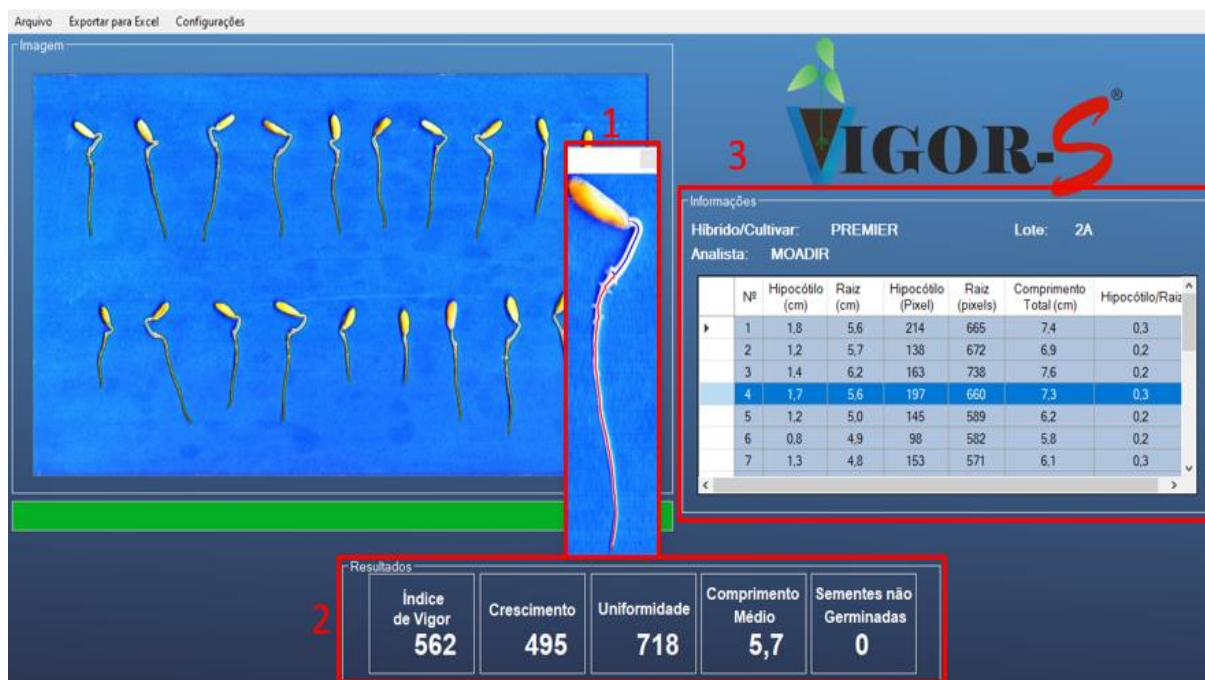 Arquivo Exportar para Excel Configurações
Imagem
1
VIGOR-S®
3
Informações
Híbrido/Cultivar: PREMIER Lote: 2A
Analista: MOADIR
Nº Hipocótilo (cm) Raiz (cm) Hipocótilo (Pixel) Raiz (pixels) Comprimento Total (cm) Hipocótilo/Raiz
1 1,8 5,6 214 665 7,4 0,3
2 1,2 5,7 138 672 6,9 0,2
3 1,4 6,2 163 738 7,6 0,2
4 1,7 5,6 197 660 7,3 0,3
5 1,2 5,0 145 589 6,2 0,2
6 0,8 4,9 98 582 5,8 0,2
7 1,3 4,8 153 571 6,1 0,3
2
Resultados
Índice
de Vigor
562
Crescimento
495
Uniformidade
718
Comprimento
Médio
5,7
Sementes não
Germinadas
0